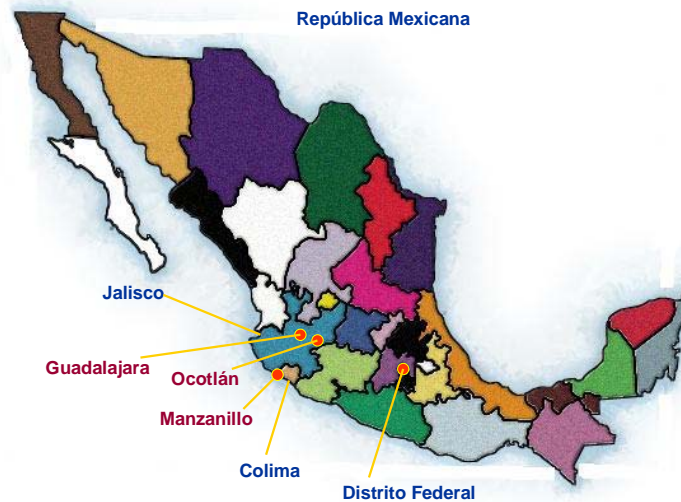 República Mexicana
Jalisco
Guadalajara
Ocotlán
Manzanillo
Colima
Distrito Federal